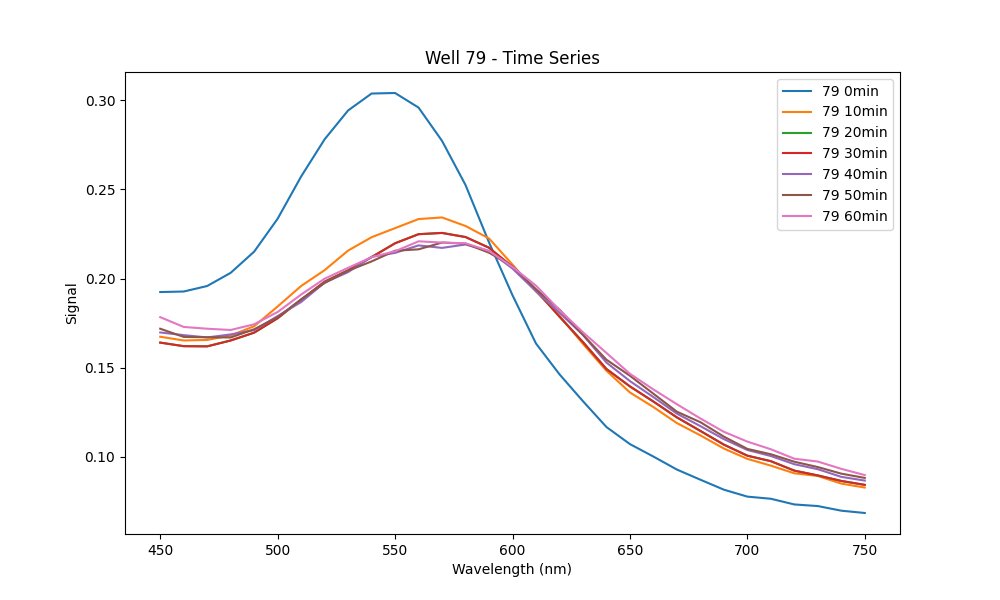 Well 79 - Time Series
79 0min
79 10min
79 20min
79 30min
79 40min
79 50min
79 60min
Signal
0.30
0.25
0.20
0.15
0.10
450 500 550 600 650 700 750
Wavelength (nm)